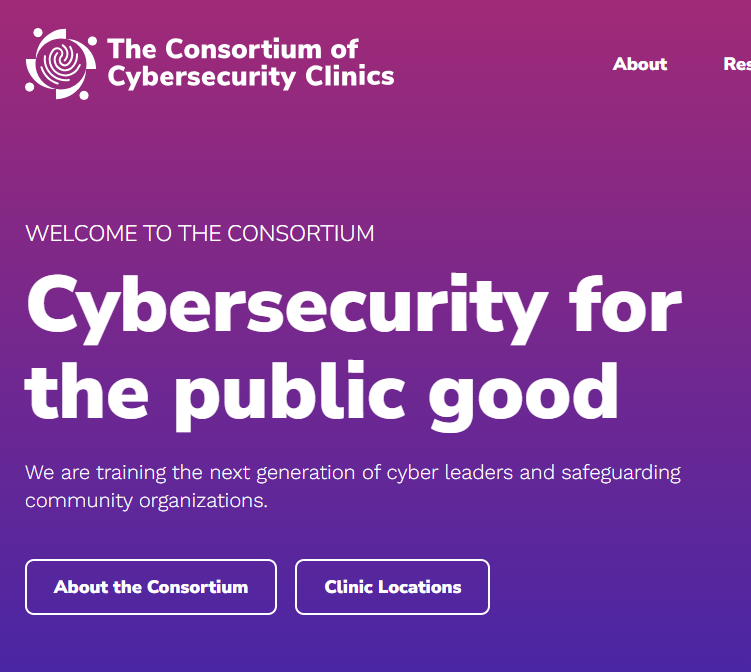 The Consortium of
Cybersecurity Clinics
About
WELCOME TO THE CONSORTIUM
Cybersecurity for
the public good
We are training the next generation of cyber leaders and safeguarding
community organizations.
About the Consortium
Clinic Locations